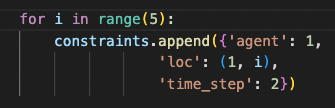 for i in range(5):
    constraints.append({'agent': 1,
                'loc': (1, i),
                'time_step': 2})